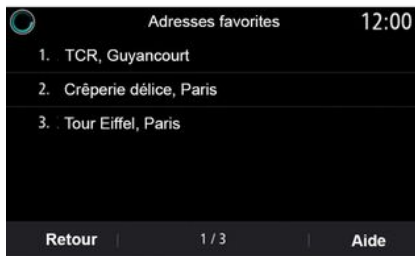 Adresses favorites 12:00
1. TCR, Guyancourt
2. Crêperie délice, Paris
3. Tour Eiffel, Paris
Retour 1/3 Aide